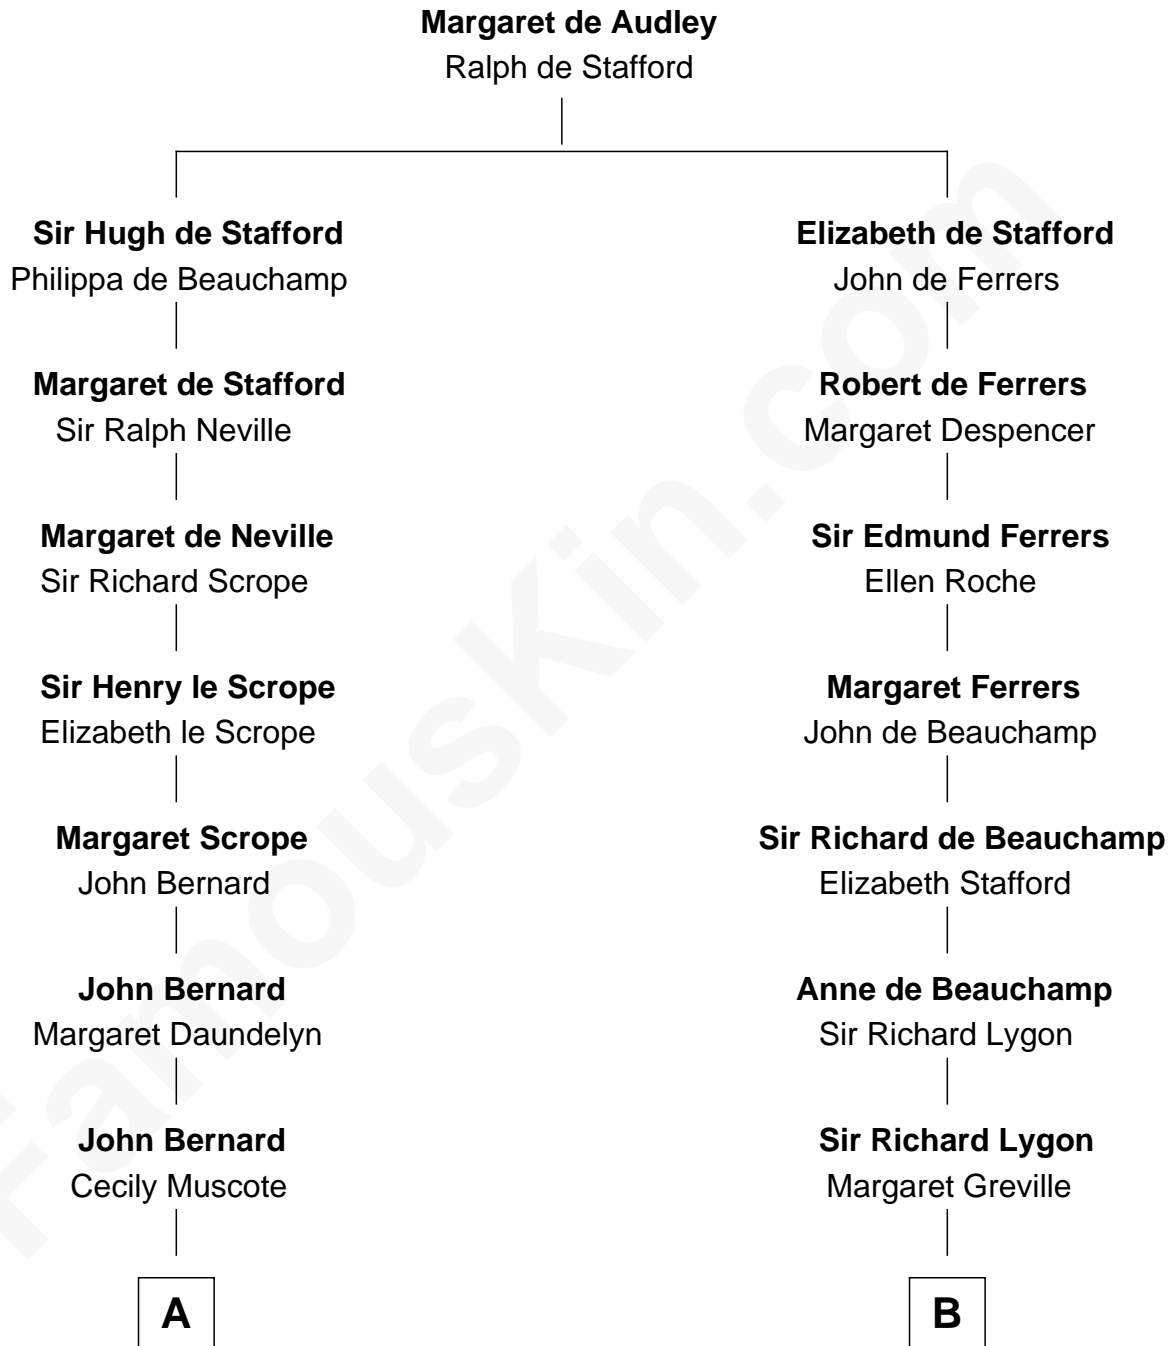 Margaret de Audley
Ralph de Stafford
Sir Hugh de Stafford
Philippa de Beauchamp
Elizabeth de Stafford
John de Ferrers
Margaret de Stafford
Sir Ralph Neville
Robert de Ferrers
Margaret Despencer
Margaret de Neville
Sir Richard Scrope
Sir Edmund Ferrers
Ellen Roche
Sir Henry le Scrope
Elizabeth le Scrope
Margaret Ferrers
John de Beauchamp
Margaret Scrope
John Bernard
Sir Richard de Beauchamp
Elizabeth Stafford
John Bernard
Margaret Daundelyn
Anne de Beauchamp
Sir Richard Lygon
John Bernard
Cecily Muscote
Sir Richard Lygon
Margaret Greville
A
B
FamousKin.com